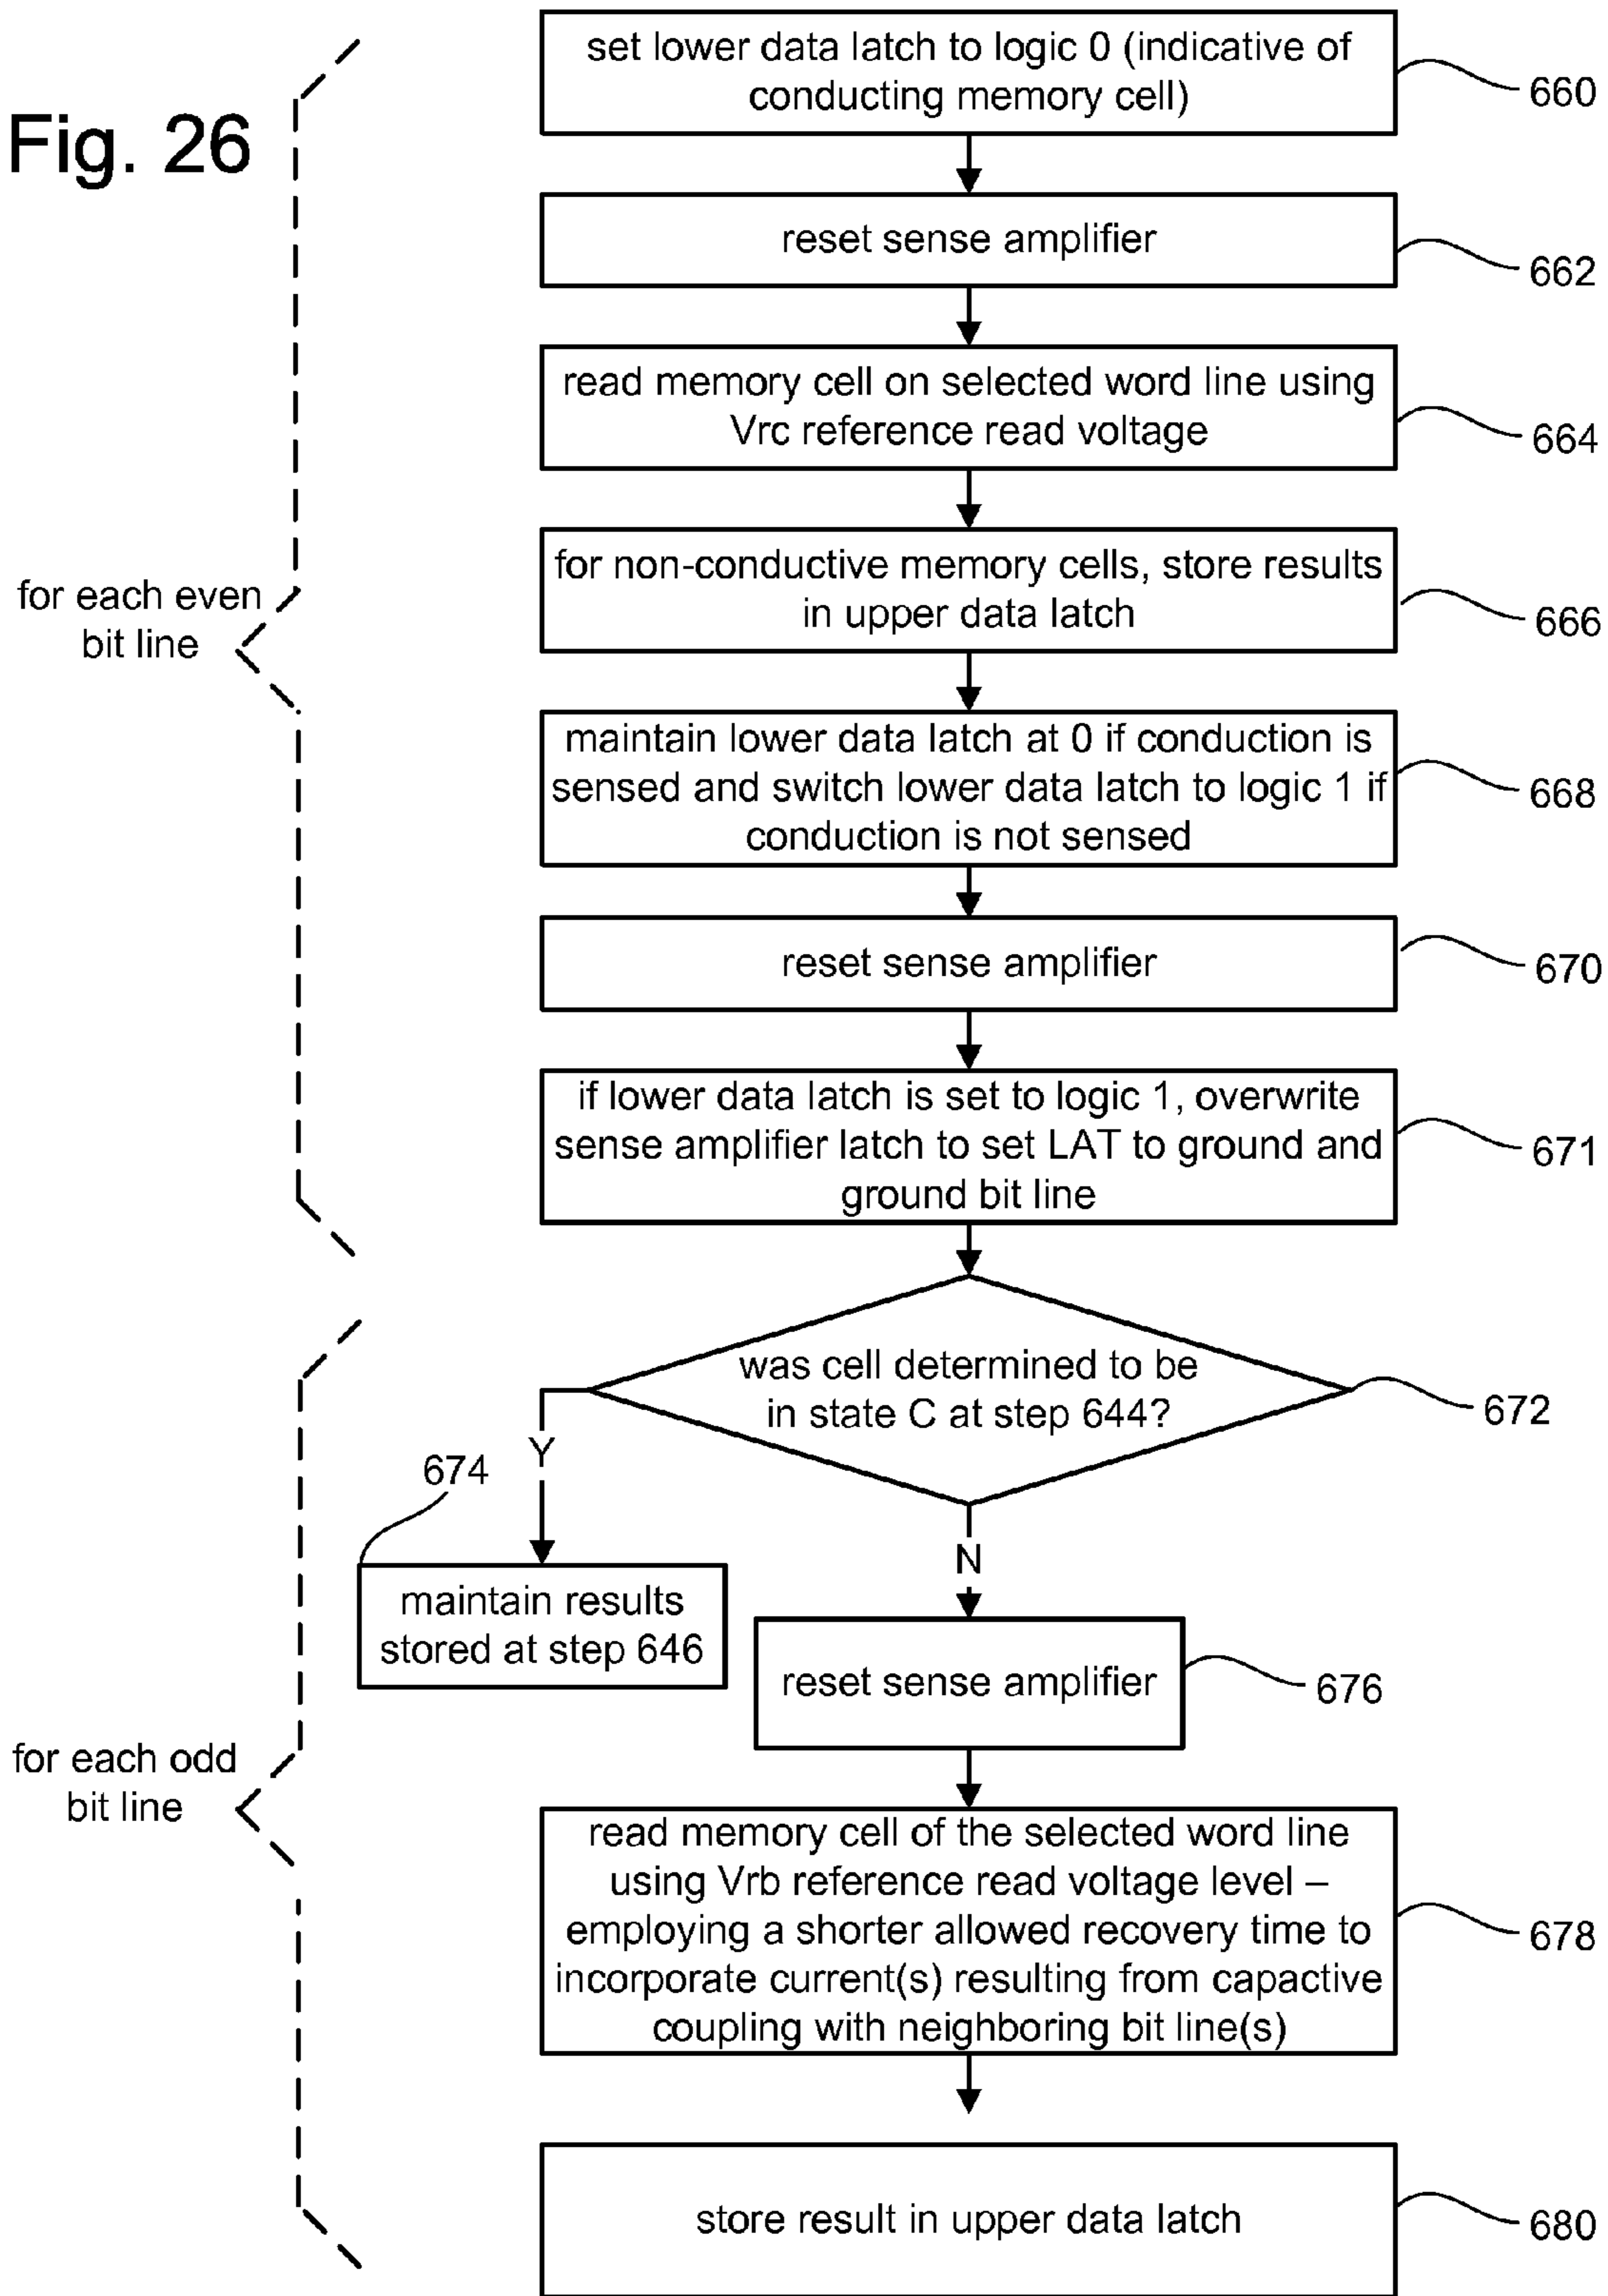 Fig. 26
set lower data latch to logic 0 (indicative of
conducting memory cell)
660
reset sense amplifier
662
read memory cell on selected word line using
Vrc reference read voltage
664
for non-conductive memory cells, store results
in upper data latch
666
for each even
bit line
maintain lower data latch at 0 if conduction is
sensed and switch lower data latch to logic 1 if
conduction is not sensed
668
reset sense amplifier
670
if lower data latch is set to logic 1, overwrite
sense amplifier latch to set LAT to ground and
ground bit line
671
was cell determined to be
in state C at step 644?
672
Y
674
N
maintain results
stored at step 646
reset sense amplifier
676
for each odd
bit line
read memory cell of the selected word line
using Vrb reference read voltage level –
employing a shorter allowed recovery time to
incorporate current(s) resulting from capactive
coupling with neighboring bit line(s)
678
store result in upper data latch
680